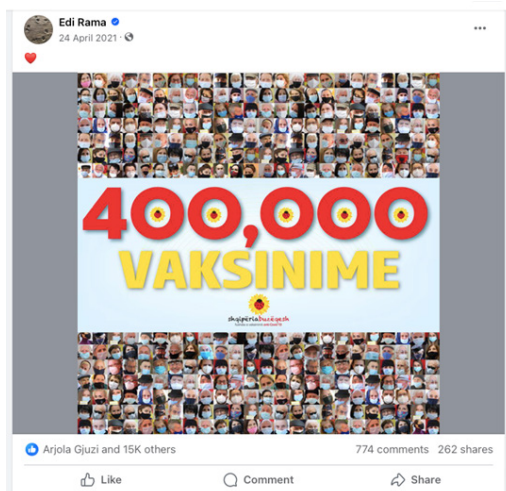 Edi Rama
24 April 2021 ·
400,000
VAKSINIME
shqipëriabuzëqesh
Arjola Gjuzi and 15K others
774 comments 262 shares
Like Comment Share